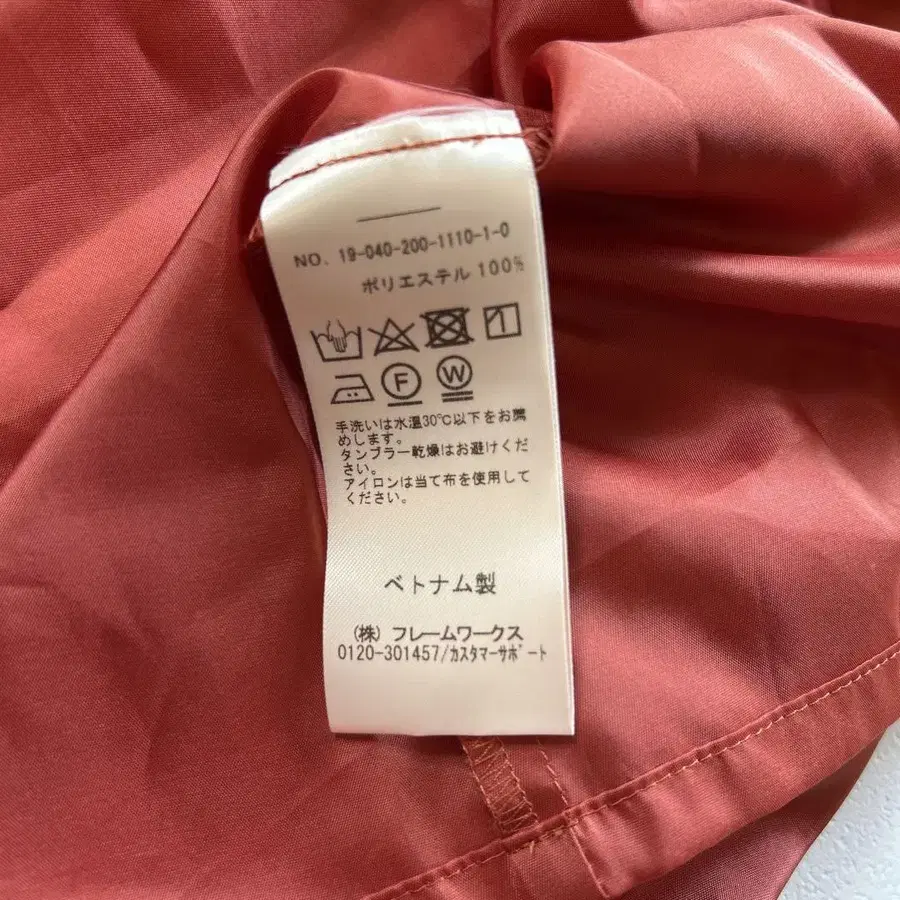 NO. 19-040-200-1110-1-0
ポリエステル 100%
F W
手洗いは水温30℃以下をお薦
めします。
タンブラー乾燥はお避けくだ
さい。
アイロンは当て布を使用して
ください。
ベトナム製
(株) フレームワークス
0120-301457/ｶｽﾀﾏｰｻﾎﾟｰﾄ